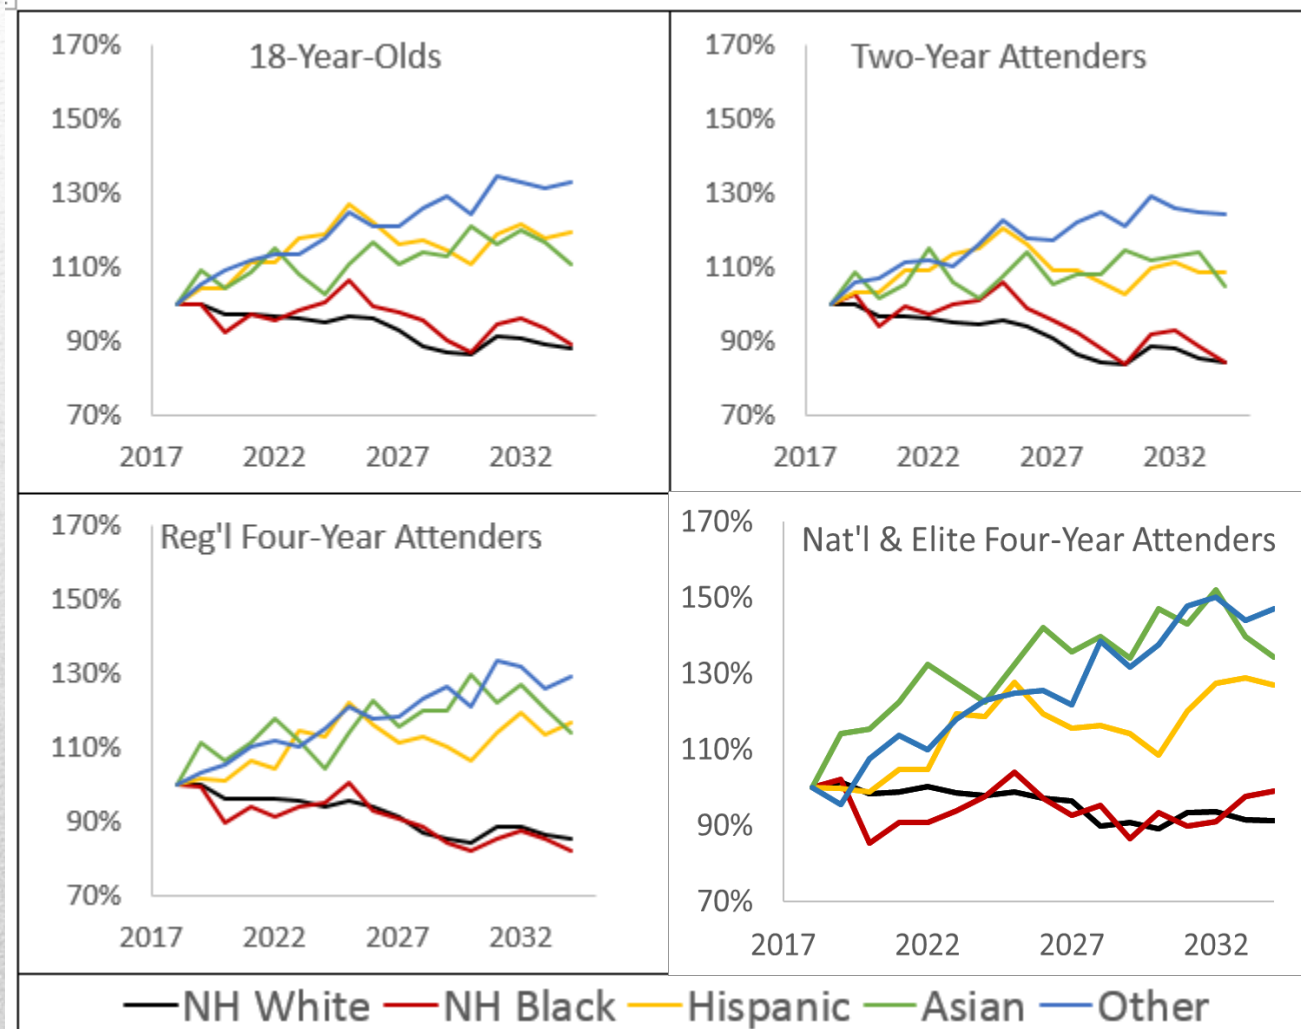 18-Year-Olds
170%
150%
130%
110%
90%
70%
2017 2022 2027 2032
Two-Year Attenders
170%
150%
130%
110%
90%
70%
2017 2022 2027 2032
Reg'l Four-Year Attenders
170%
150%
130%
110%
90%
70%
2017 2022 2027 2032
Nat'l & Elite Four-Year Attenders
170%
150%
130%
110%
90%
70%
2017 2022 2027 2032
NH White NH Black Hispanic Asian Other